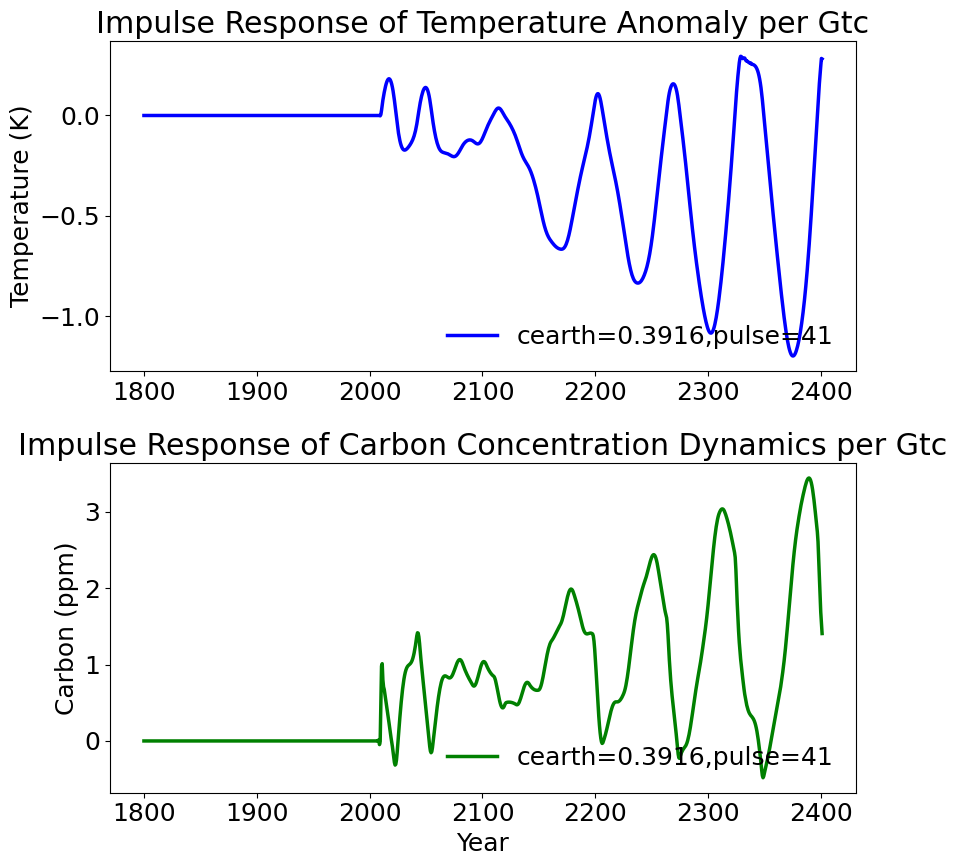 Impulse Response of Temperature Anomaly per Gtc
Temperature (K)
0.0
−0.5
−1.0
cearth=0.3916,pulse=41
1800 1900 2000 2100 2200 2300 2400
Impulse Response of Carbon Concentration Dynamics per Gtc
Carbon (ppm)
3
2
1
0
cearth=0.3916,pulse=41
1800 1900 2000 2100 2200 2300 2400
Year